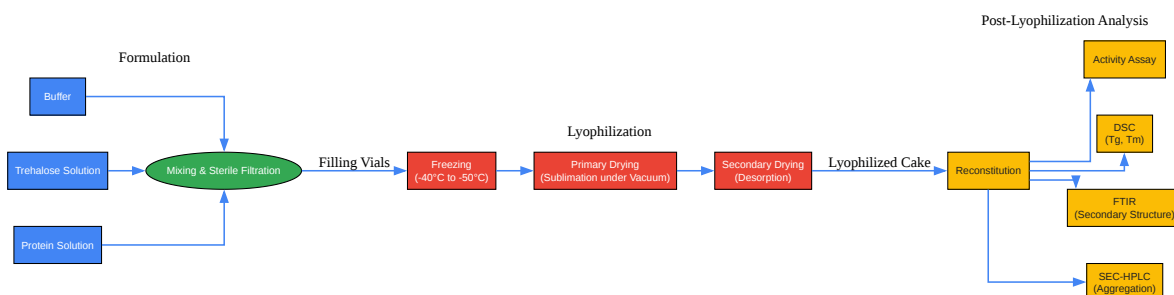 Post-Lyophilization Analysis
Formulation
Activity Assay
Buffer
DSC
(Tg, Tm)
Lyophilization
Trehalose Solution
Mixing & Sterile Filtration
Filling Vials
Freezing
(-40°C to -50°C)
Primary Drying
(Sublimation under Vacuum)
Secondary Drying
(Desorption)
Lyophilized Cake
Reconstitution
FTIR
(Secondary Structure)
Protein Solution
SEC-HPLC
(Aggregation)